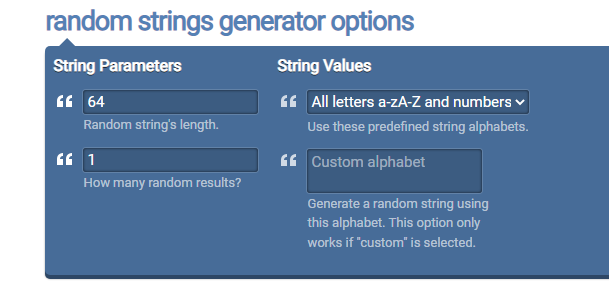 random strings generator options
String Parameters
String Values
64
Random string's length.
1
How many random results?
All letters a-zA-Z and numbers
Use these predefined string alphabets.
Custom alphabet
Generate a random string using
this alphabet. This option only
works if "custom" is selected.